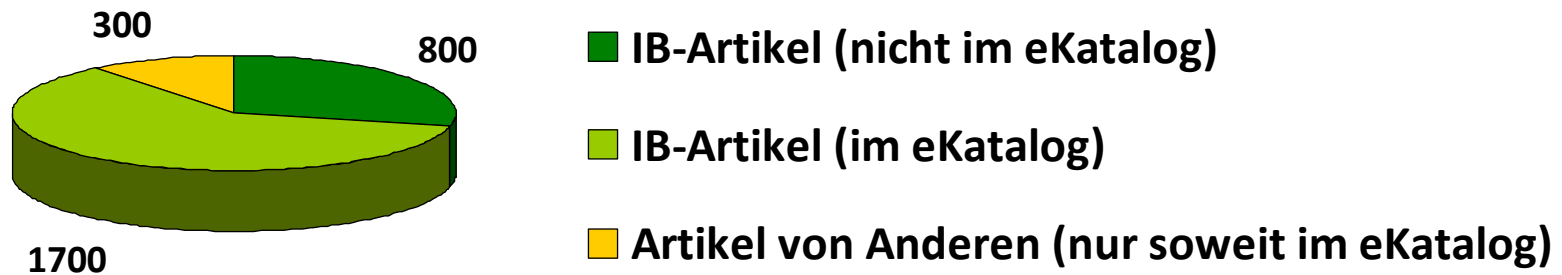 300
800
1700
IB-Artikel (nicht im eKatalog)
IB-Artikel (im eKatalog)
Artikel von Anderen (nur soweit im eKatalog)